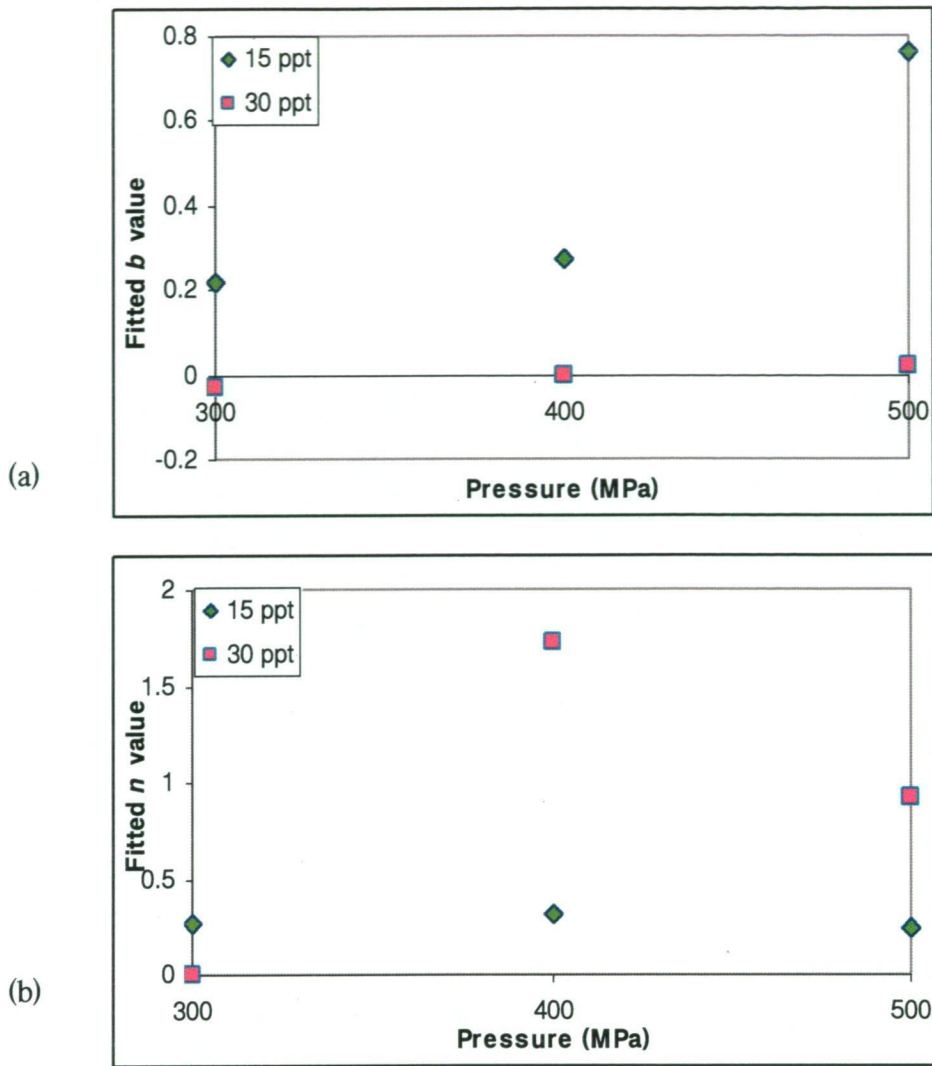 (a)
15 ppt
30 ppt
0.8
0.6
0.4
0.2
0
-0.2
Fitted b value
300
400
500
Pressure (MPa)
(b)
15 ppt
30 ppt
2
1.5
1
0.5
0
Fitted n value
300
400
500
Pressure (MPa)